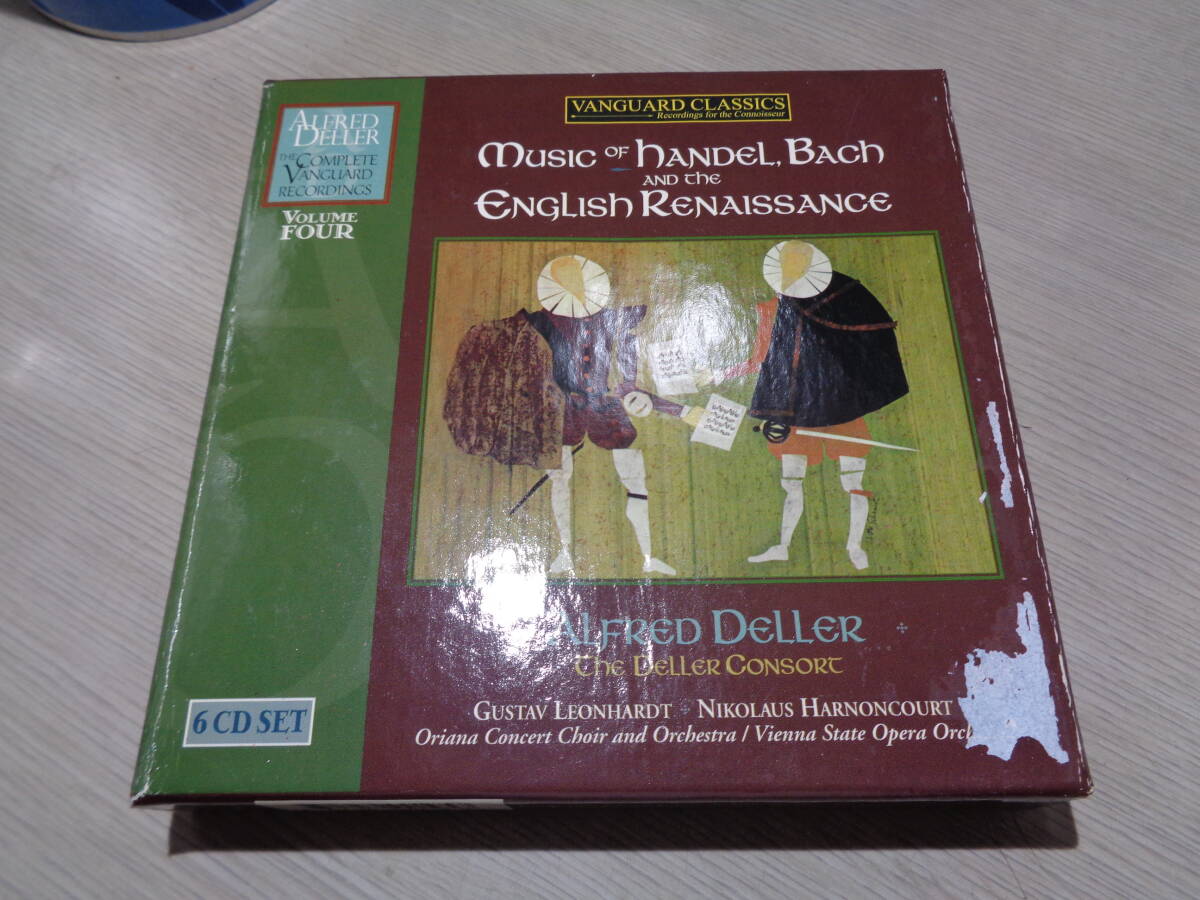 ALFRED
DELLER
THE COMPLETE
VANGUARD
RECORDINGS
VOLUME
FOUR
VANGUARD CLASSICS
Recordings for the Connoisseur
Music of Handel, Bach
and the
English Renaissance
Alfred Deller
The Deller Consort
GUSTAV LEONHARDT + NIKOLAUS HARNONCOURT
Oriana Concert Choir and Orchestra / Vienna State Opera
6 CD SET